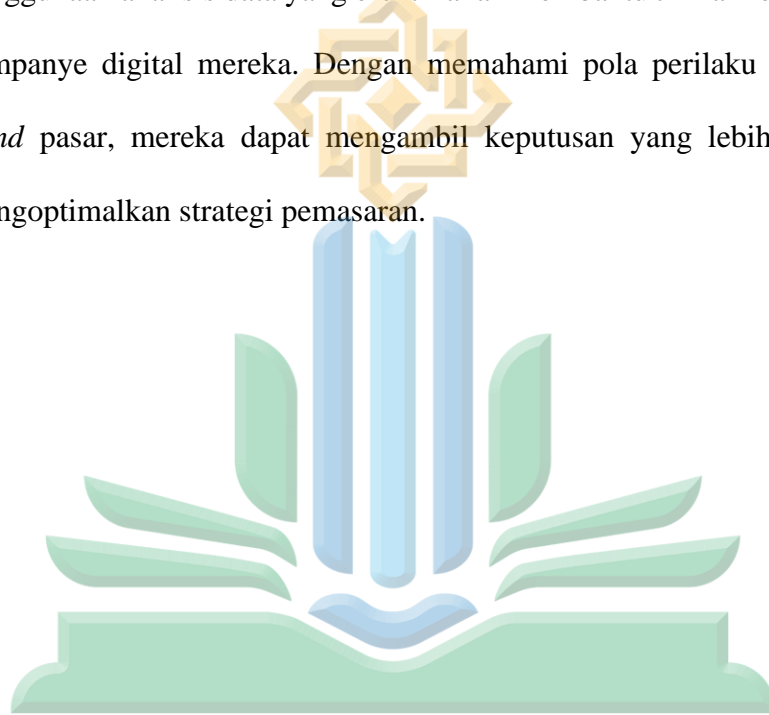 mpanye digital mereka. Dengan memahami pola perilaku
nd pasar, mereka dapat mengambil keputusan yang lebih
ngoptimalkan strategi pemasaran.